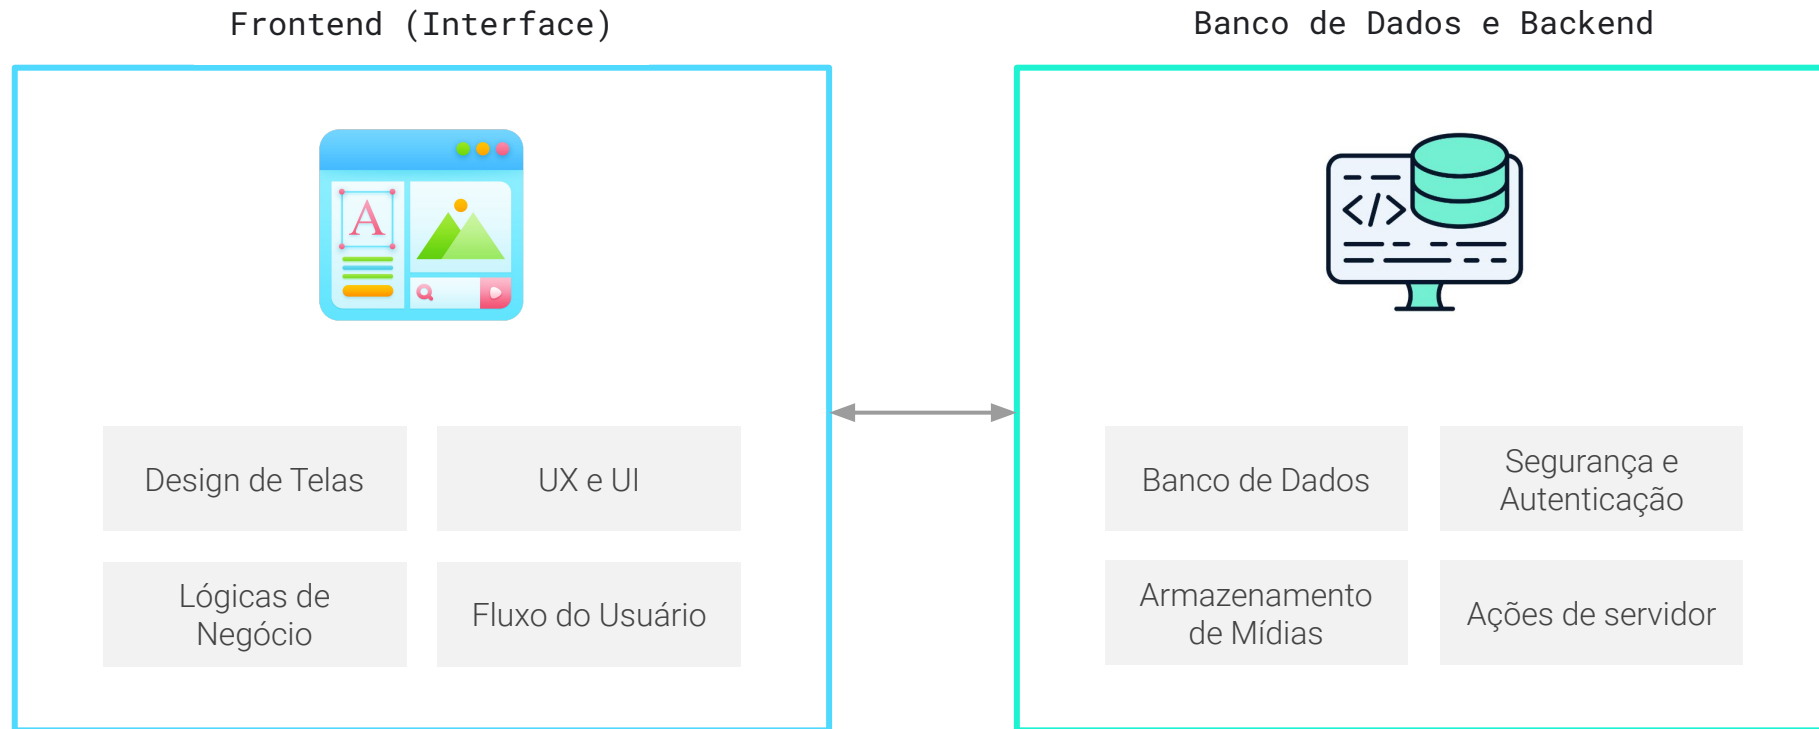 Frontend (Interface)
Banco de Dados e Backend
A
Design de Telas
UX e UI
Lógicas de
Negócio
Fluxo do Usuário
</>
Banco de Dados
Segurança e
Autenticação
Armazenamento
de Mídias
Ações de servidor